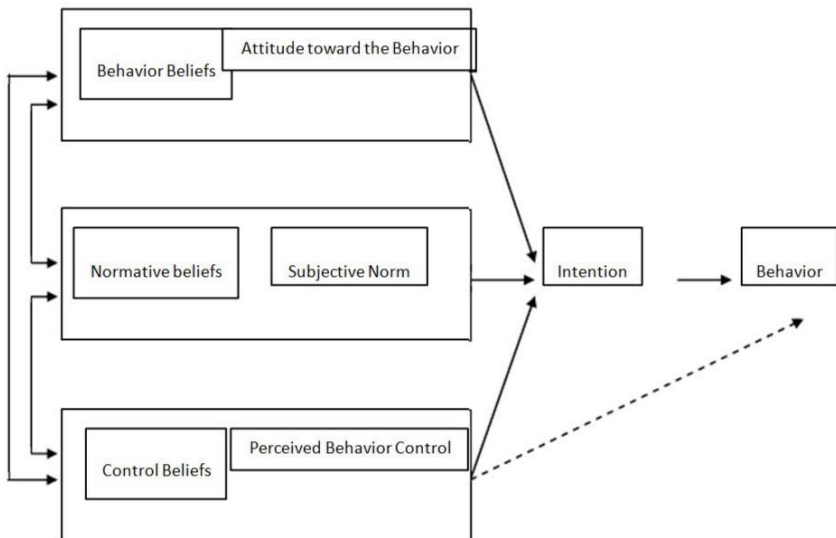 Attitude toward the Behavior
Behavior Beliefs
Normative beliefs
Subjective Norm
Intention
Behavior
Perceived Behavior Control
Control Beliefs